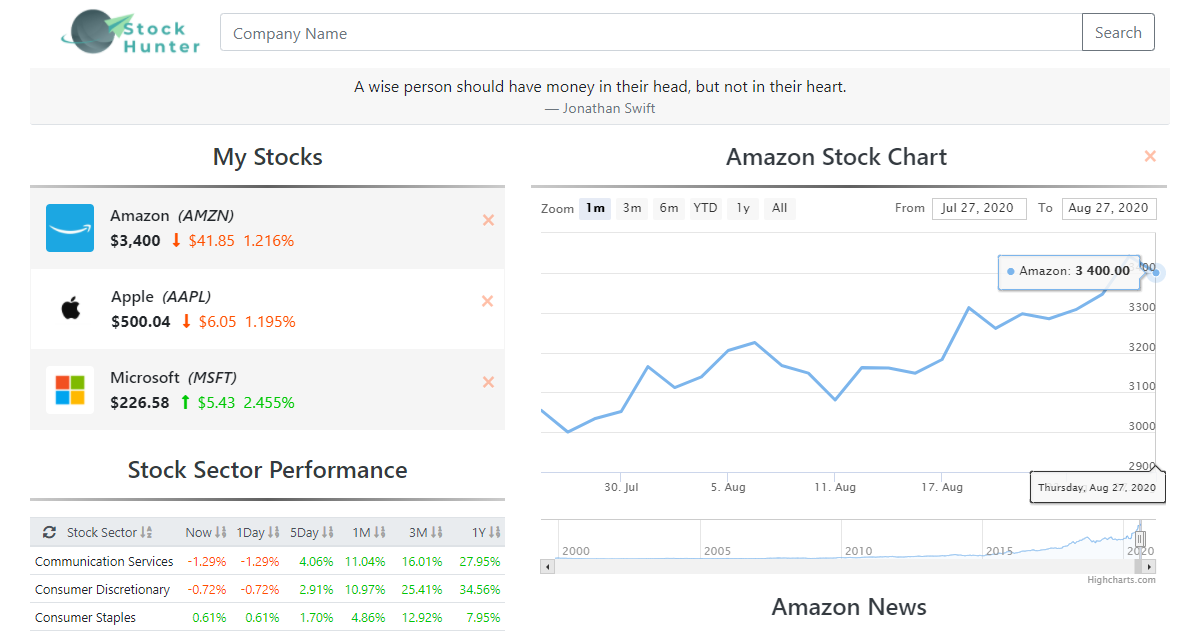 Stock
Hunter
Company Name
Search
A wise person should have money in their head, but not in their heart.
— Jonathan Swift
My Stocks
Amazon (AMZN)
$3,400 $41.85 1.216%
Apple (AAPL)
$500.04 $6.05 1.195%
Microsoft (MSFT)
$226.58 $5.43 2.455%
Stock Sector Performance
Stock Sector Now 1Day 5Day 1M 3M 1Y
Communication Services -1.29% -1.29% 4.06% 11.04% 16.01% 27.95%
Consumer Discretionary -0.72% -0.72% 2.91% 10.97% 25.41% 34.56%
Consumer Staples 0.61% 0.61% 1.70% 4.86% 12.92% 7.95%
Amazon Stock Chart
Zoom 1m 3m 6m YTD 1y All From Jul 27, 2020 To Aug 27, 2020
Amazon: 3 400.00
3300
3200
3100
3000
2900
30. Jul 5. Aug 11. Aug 17. Aug
Thursday, Aug 27, 2020
2000 2005 2010 2015 2020
Highcharts.com
Amazon News